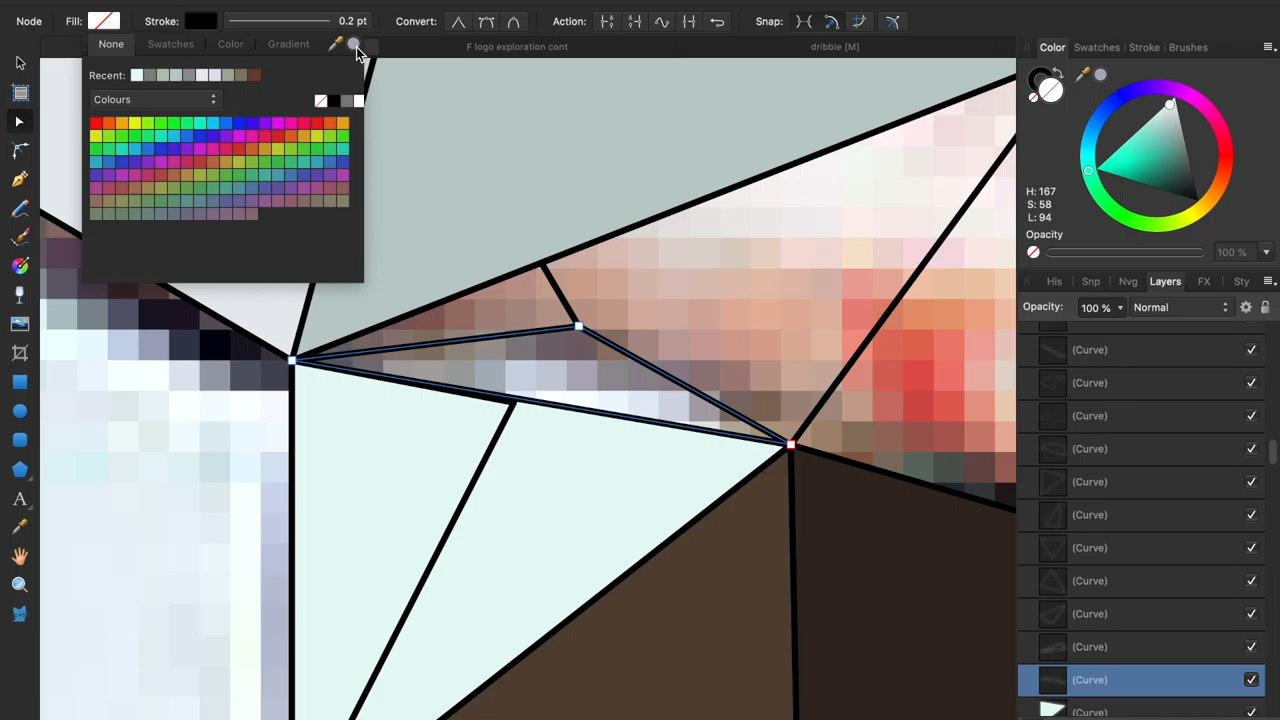 Node Fill: Stroke: 0.2 pt Convert: Action: Snap:
None Swatches Color Gradient
F logo exploration cont
dribble [M]
Recent:
Colours
Color Swatches Stroke Brushes
H: 167
S: 58
L: 94
Opacity
100 %
His Snp Nvg Layers FX Sty
Opacity: 100 % Normal
(Curve)
(Curve)
(Curve)
(Curve)
(Curve)
(Curve)
(Curve)
(Curve)
(Curve)
(Curve)
(Curve)
(Curve)